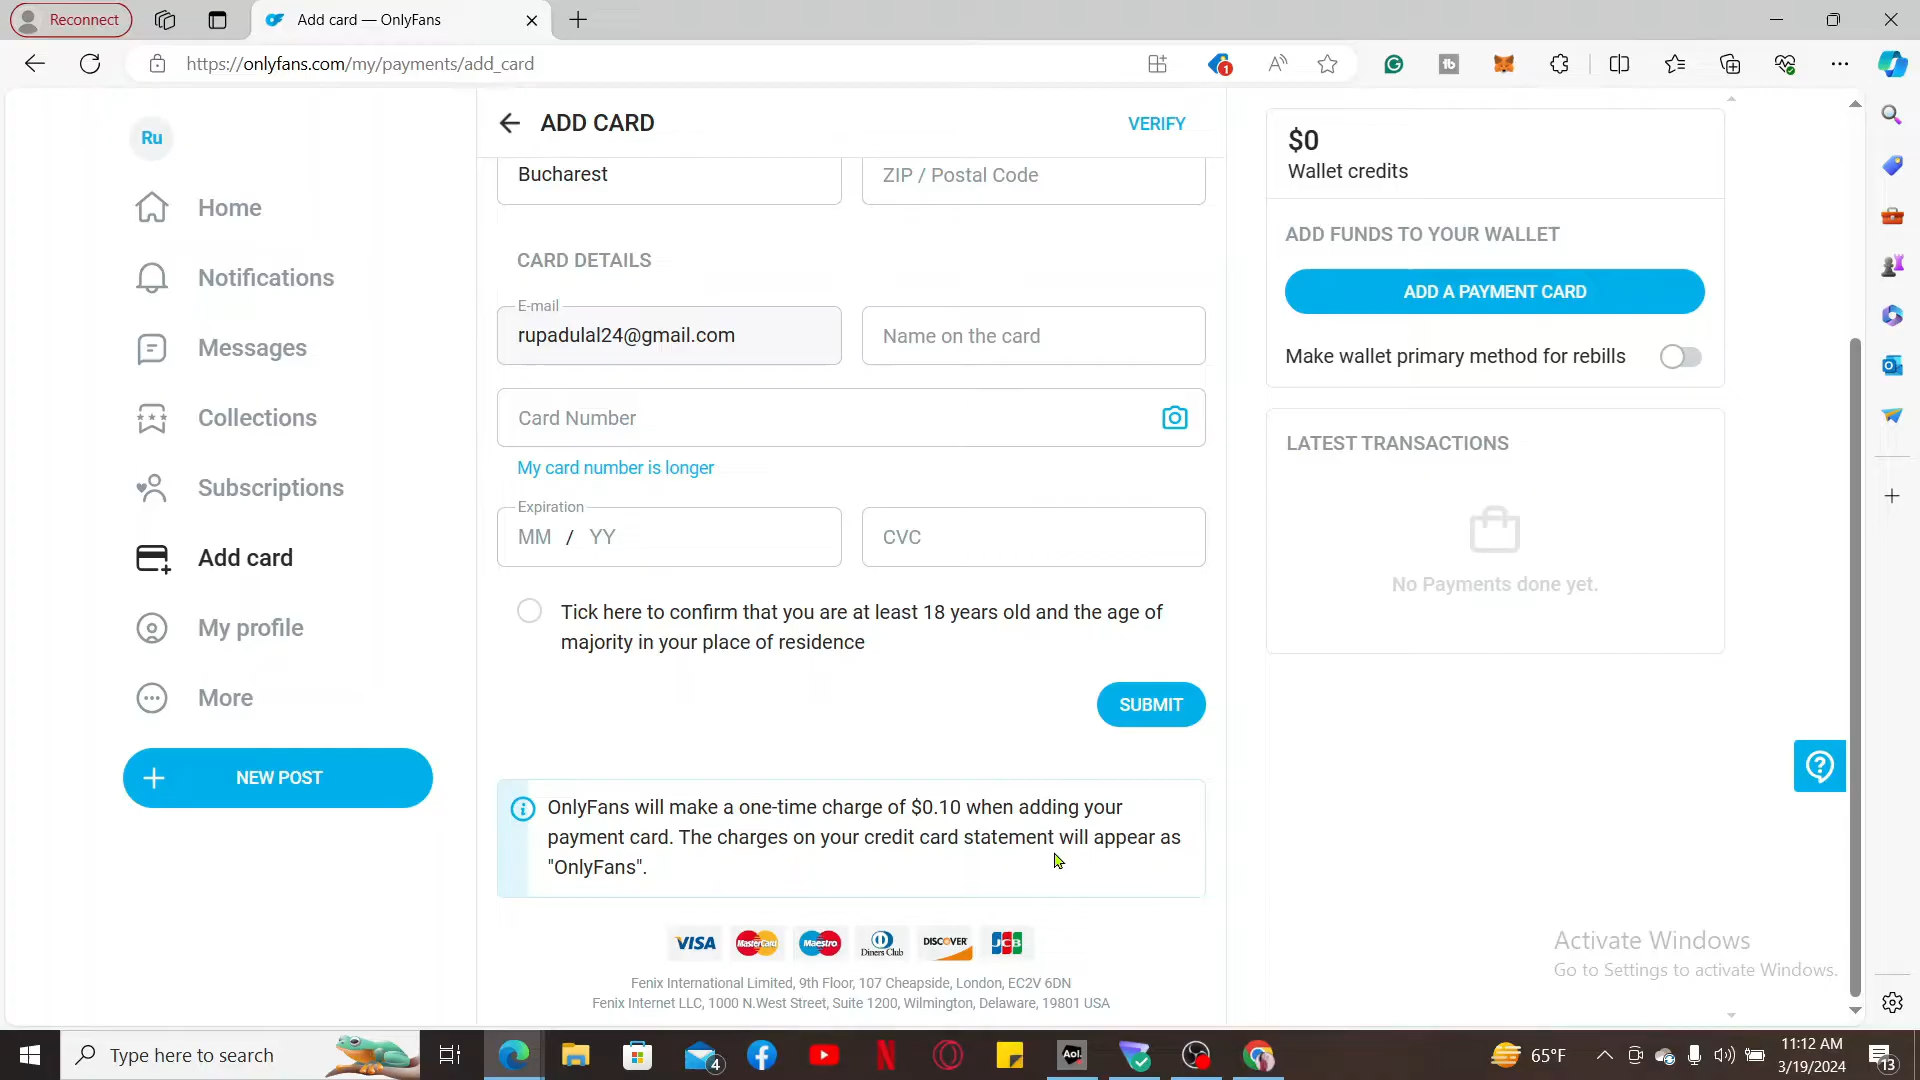 Reconnect
Add card — OnlyFans
https://onlyfans.com/my/payments/add_card
1
Ru
Home
Notifications
Messages
Collections
Subscriptions
Add card
My profile
More
NEW POST
ADD CARD
VERIFY
Bucharest
ZIP / Postal Code
CARD DETAILS
E-mail
rupadulal24@gmail.com
Name on the card
Card Number
My card number is longer
Expiration
MM / YY
CVC
Tick here to confirm that you are at least 18 years old and the age of
majority in your place of residence
SUBMIT
OnlyFans will make a one-time charge of $0.10 when adding your
payment card. The charges on your credit card statement will appear as
"OnlyFans".
VISA
MasterCard
Maestro
Diners Club
DISCOVER
JCB
Fenix International Limited, 9th Floor, 107 Cheapside, London, EC2V 6DN
Fenix Internet LLC, 1000 N.West Street, Suite 1200, Wilmington, Delaware, 19801 USA
$0
Wallet credits
ADD FUNDS TO YOUR WALLET
ADD A PAYMENT CARD
Make wallet primary method for rebills
LATEST TRANSACTIONS
No Payments done yet.
Activate Windows
Go to Settings to activate Windows.
Type here to search
4
Aol.
65°F
11:12 AM
3/19/2024
13